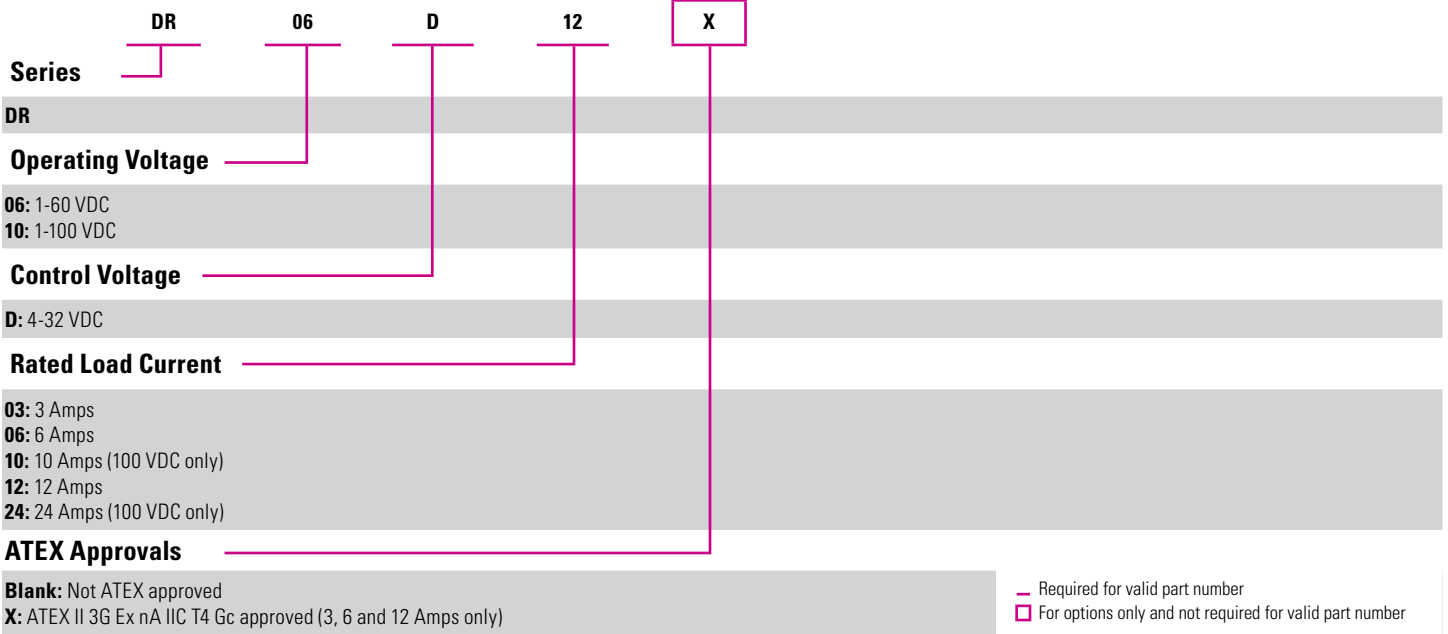 DR 06 D 12 X
Series
DR
Operating Voltage
06: 1-60 VDC
10: 1-100 VDC
Control Voltage
D: 4-32 VDC
Rated Load Current
03: 3 Amps
06: 6 Amps
10: 10 Amps (100 VDC only)
12: 12 Amps
24: 24 Amps (100 VDC only)
ATEX Approvals
Blank: Not ATEX approved
X: ATEX II 3G Ex nA IIC T4 Gc approved (3, 6 and 12 Amps only)
Required for valid part number
For options only and not required for valid part number